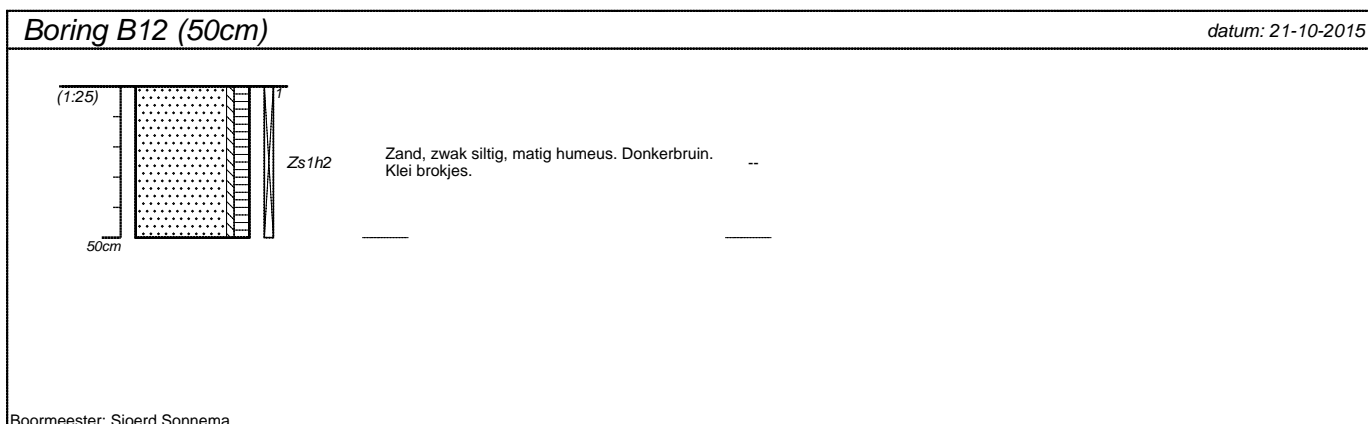 Boring B12 (50cm)
datum: 21-10-2015
(1:25)
1
Zs1h2
Zand, zwak siltig, matig humeus. Donkerbruin.
Klei brokjes.
--
50cm
Boormeester: Sjoerd Sonnema